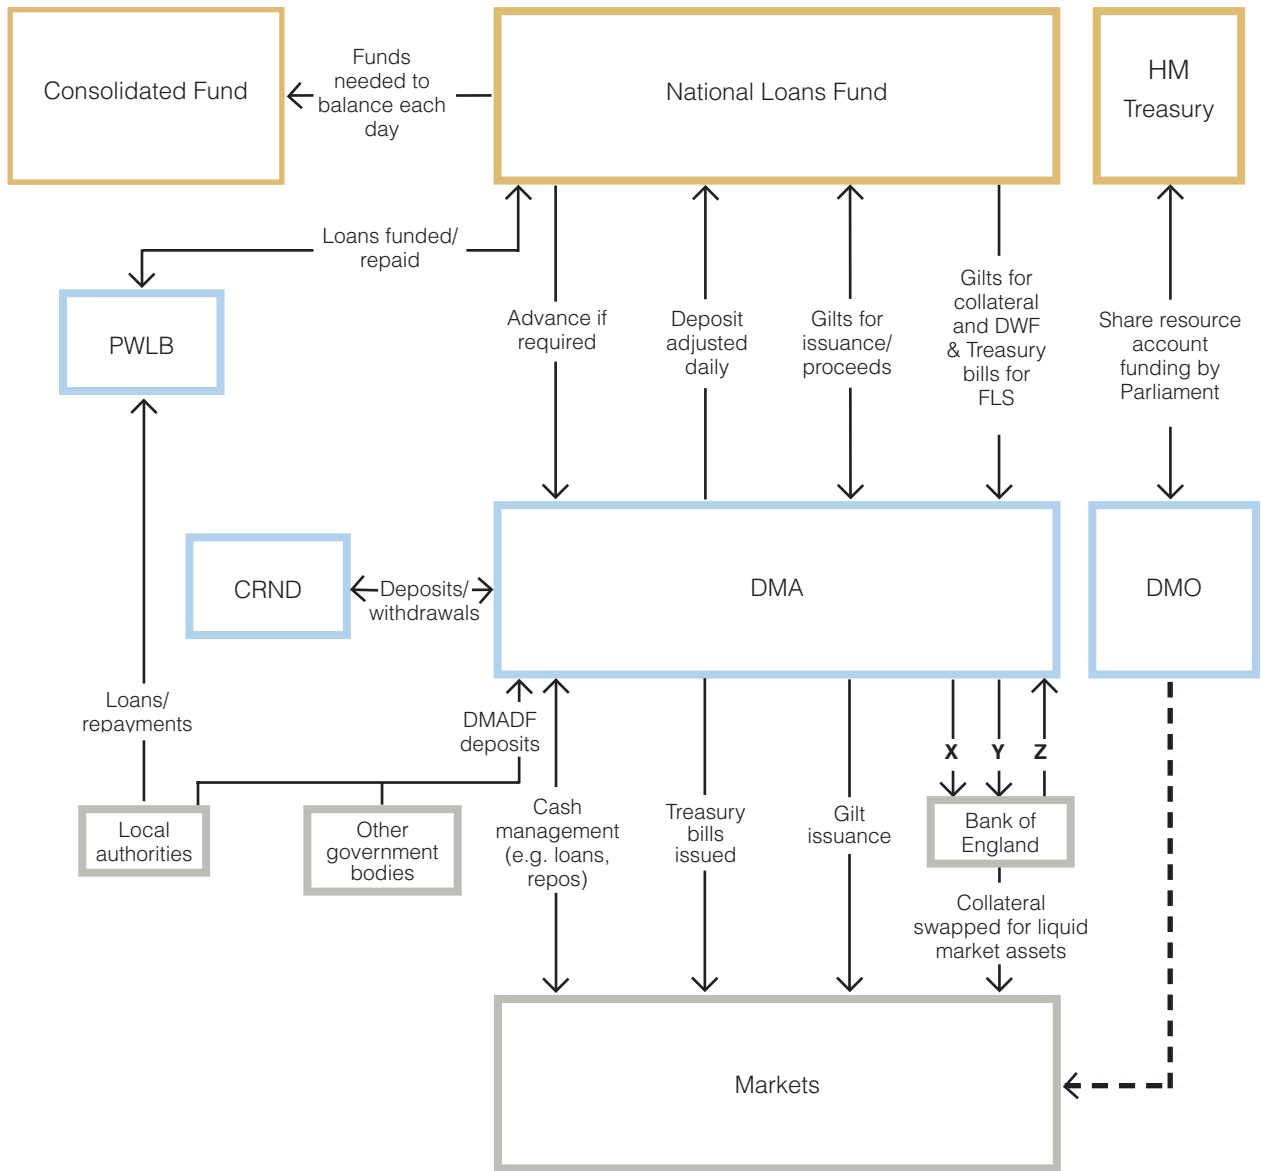 Consolidated Fund
Funds
needed to
balance each
day
National Loans Fund
HM
Treasury
Loans funded/
repaid
PWLB
Advance if
required
Deposit
adjusted
daily
Gilts for
issuance/
proceeds
Gilts for
collateral
and DWF
& Treasury
bills for
FLS
Share resource
account
funding by
Parliament
CRND
Deposits/
withdrawals
DMA
DMO
Loans/
repayments
DMADF
deposits
X
Y
Z
Local
authorities
Other
government
bodies
Cash
management
(e.g. loans,
repos)
Treasury
bills
issued
Gilt
issuance
Bank of
England
Collateral
swapped for liquid
market assets
Markets